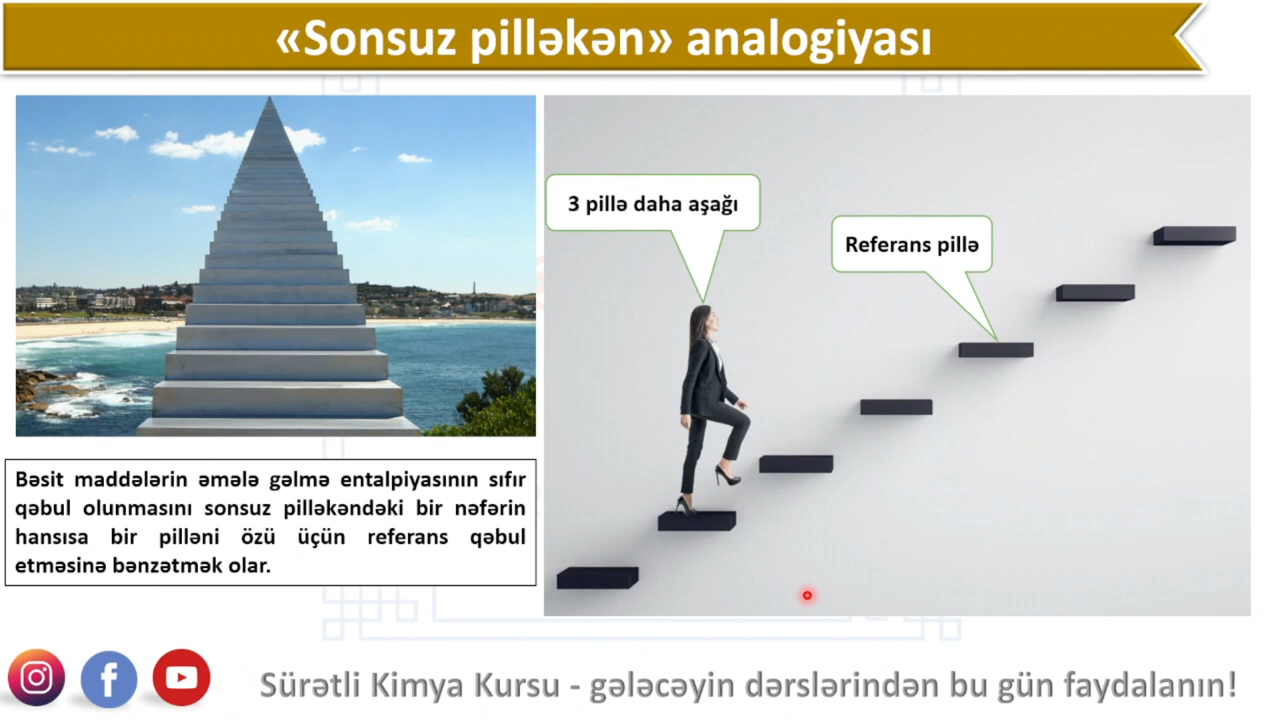 «Sonsuz pilləkən» analogiyası
3 pillə daha aşağı
Referans pillə
Bəsit maddələrin əmələ gəlmə entalpiyasının sıfır
qəbul olunmasını sonsuz pilləkəndəki bir nəfərin
hansısa bir pilləni özü üçün referans qəbul
etməsinə bənzətmək olar.
Sürətli Kimya Kursu - gələcəyin dərslərindən bu gün faydalanın!